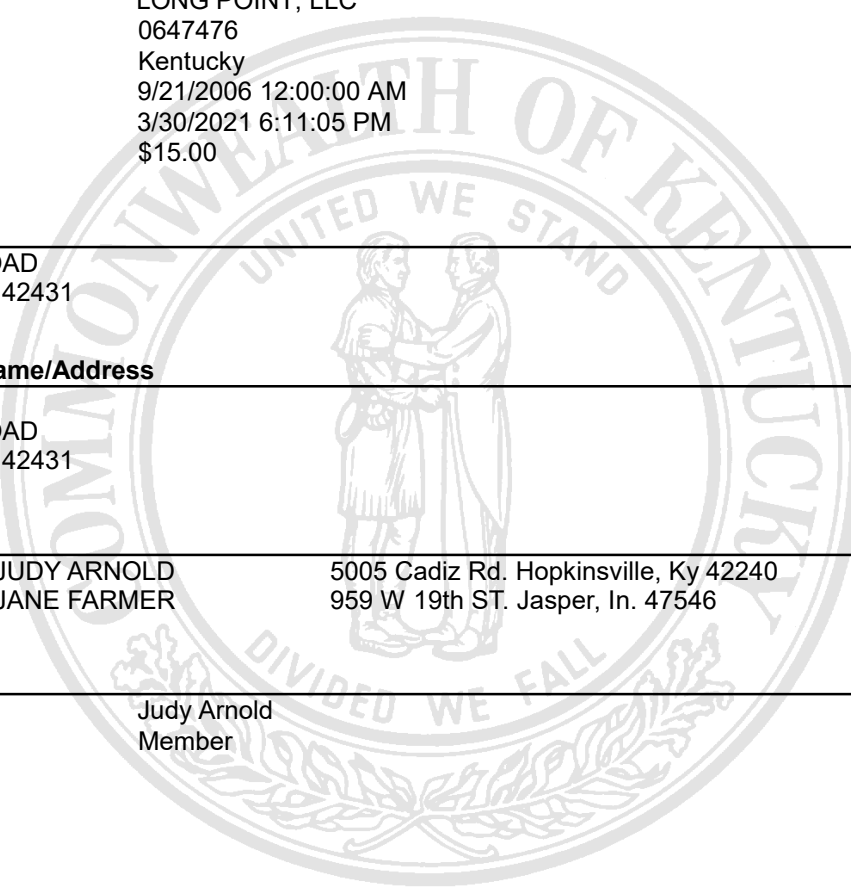 LONG POINT, LLC
0647476
Kentucky
9/21/2006 12:00:00 AM
3/30/2021 6:11:05 PM
$15.00
COMMONWEALTH OF KENTUCKY
UNITED WE STAND
OAD
42431
ame/Address
OAD
42431
JUDY ARNOLD 5005 Cadiz Rd. Hopkinsville, Ky 42240
JANE FARMER 959 W 19th ST. Jasper, In. 47546
DIVIDED WE FALL
Judy Arnold
Member